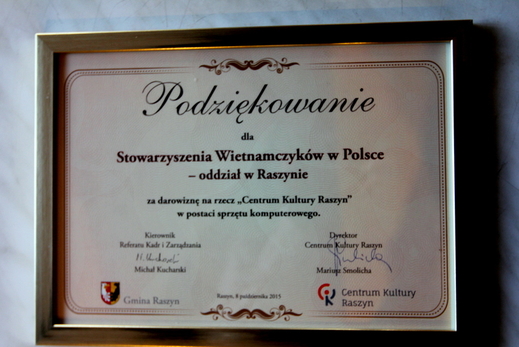 Podziękowanie
dla
Stowarzyszenia Wietnamczyków w Polsce
– oddział w Raszynie
za darowiznę na rzecz „Centrum Kultury Raszyn”
w postaci sprzętu komputerowego.
Kierownik
Referatu Kadr i Zarządzania
M. Kucharski
Michał Kucharski
Dyrektor
Centrum Kultury Raszyn
Mariusz Smolicha
Gmina Raszyn
Raszyn, 8 października 2015
Centrum Kultury
Raszyn